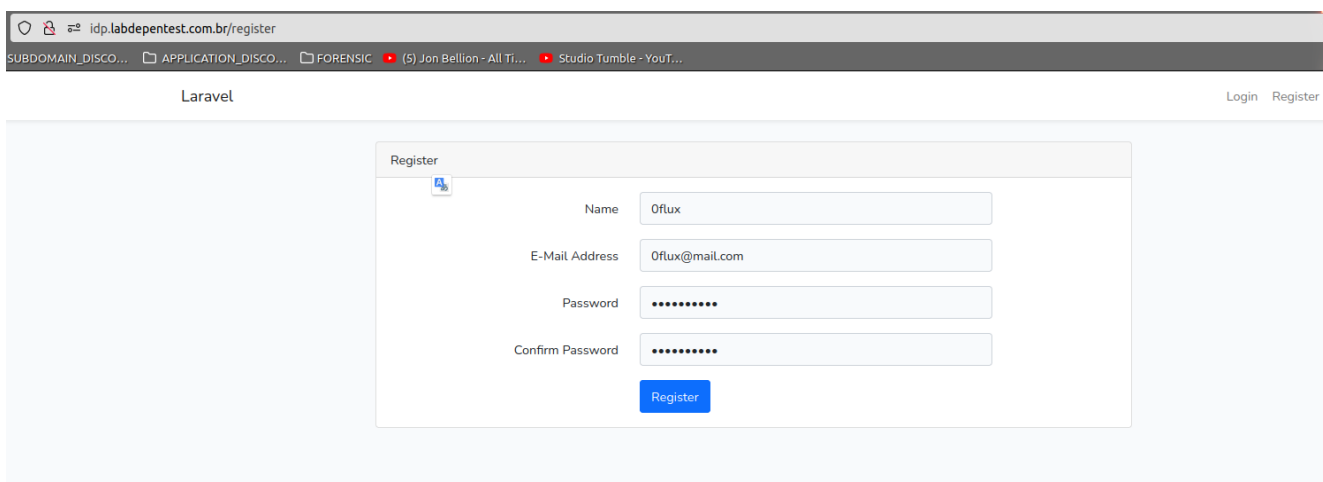 idp.labdepentest.com.br/register
SUBDOMAIN_DISCO... APPLICATION_DISCO... FORENSIC (5) Jon Bellion - All Ti... Studio Tumble - YouT...
Laravel Login Register
Register
Name 0flux
E-Mail Address 0flux@mail.com
Password ••••••••••
Confirm Password ••••••••••
Register